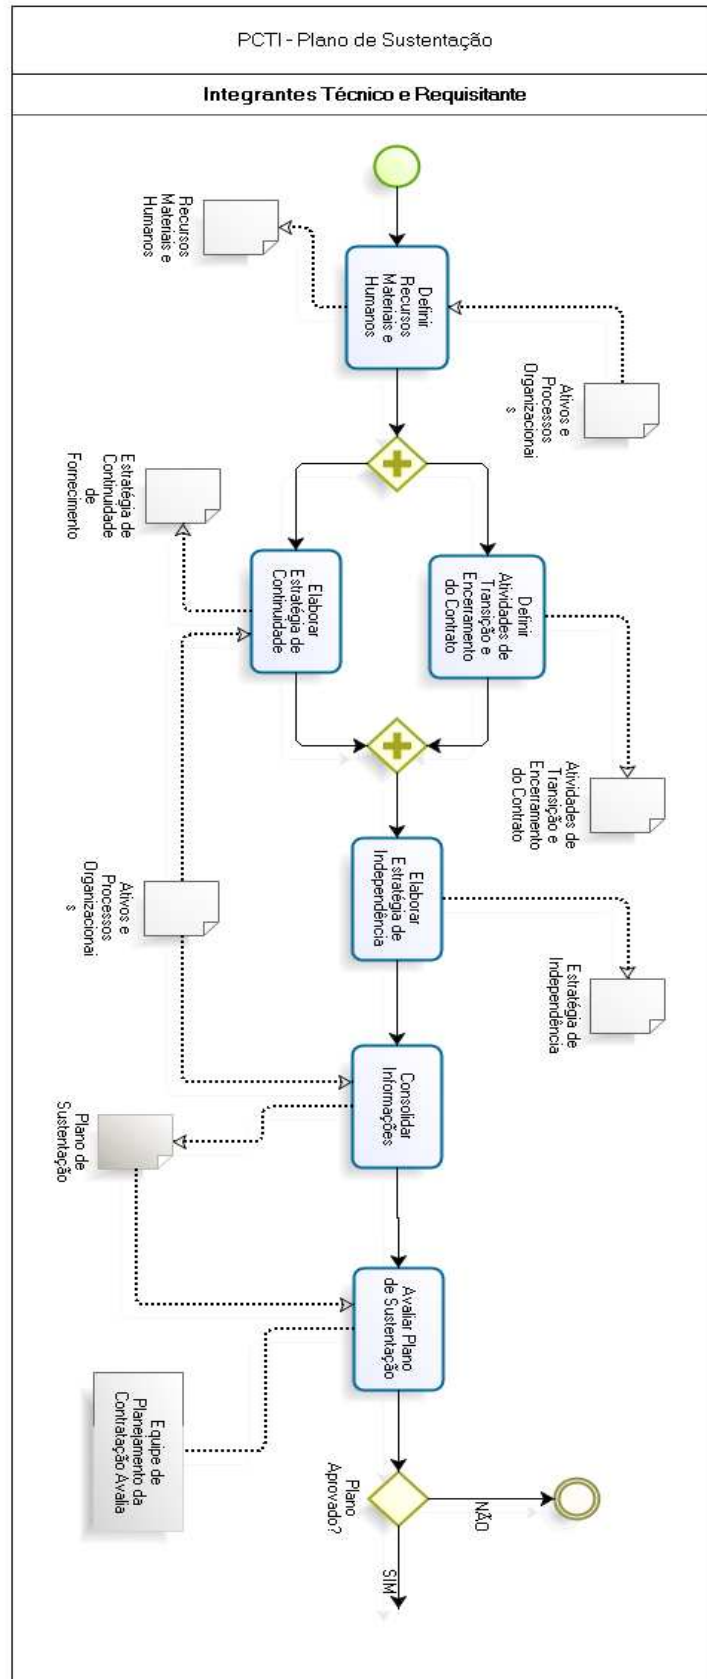 PCTI - Plano de Sustentação
Integrantes Técnico e Requisitante
Recursos
Materiais e
Humanos
Definir
Recursos
Materiais e
Humanos
Ativos e
Processos
Organizacionai
s
Estratégia de
Continuidade
de
Fornecimento
Elaborar
Estratégia de
Continuidade
Definir
Atividades de
Transição e
Encerramento
do Contrato
Atividades de
Transição e
Encerramento
do Contrato
Ativos e
Processos
Organizacionai
s
Elaborar
Estratégia de
Independência
Estratégia de
Independência
Consolidar
Informações
Plano de
Sustentação
Avaliar Plano
de Sustentação
Equipe de
Planejamento da
Contratação Avalia
Plano
Aprovado?
NÃO
SIM